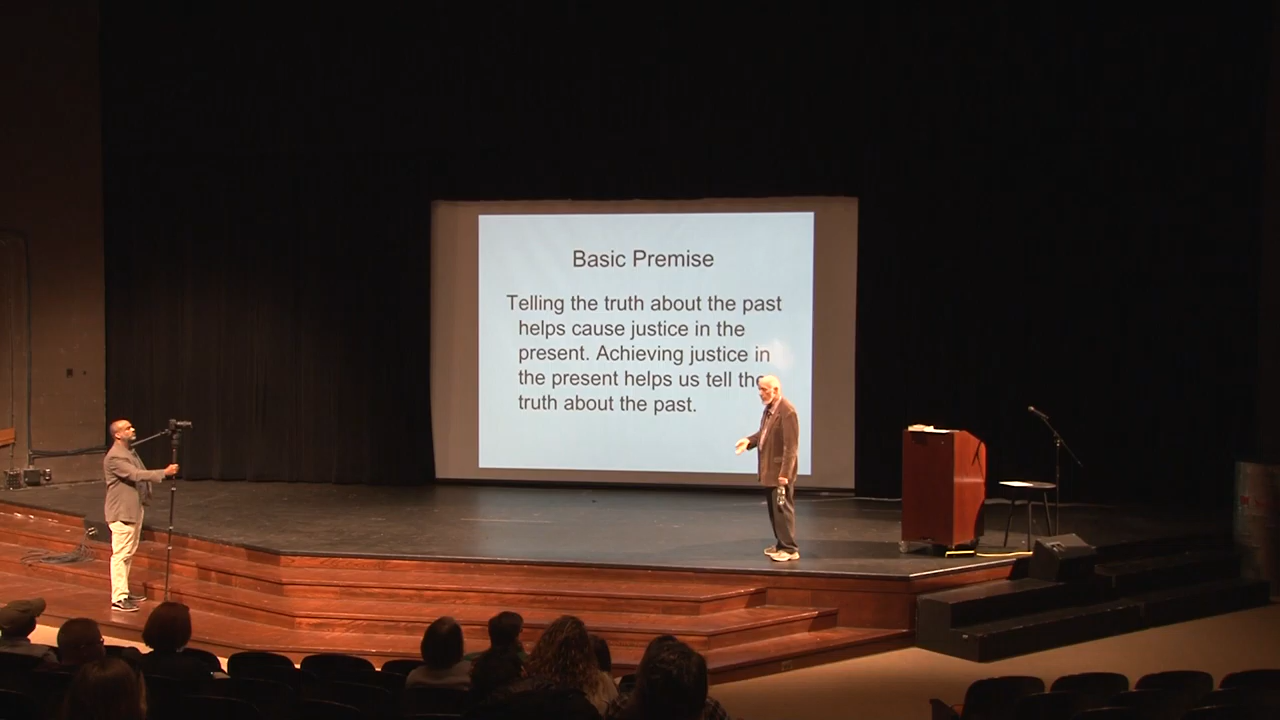 Basic Premise
Telling the truth about the past
helps cause justice in the
present. Achieving justice in
the present helps us tell the
truth about the past.